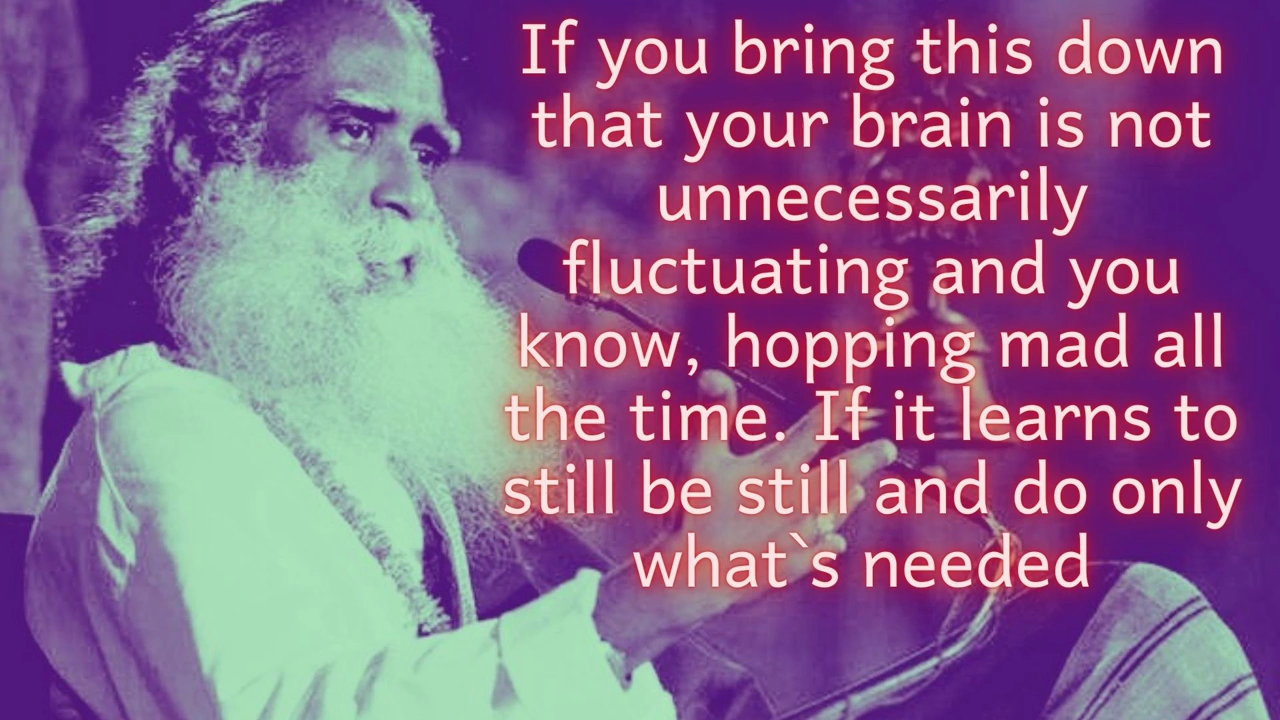 If you bring this down
that your brain is not
unnecessarily
fluctuating and you
know, hopping mad all
the time. If it learns to
still be still and do only
what`s needed